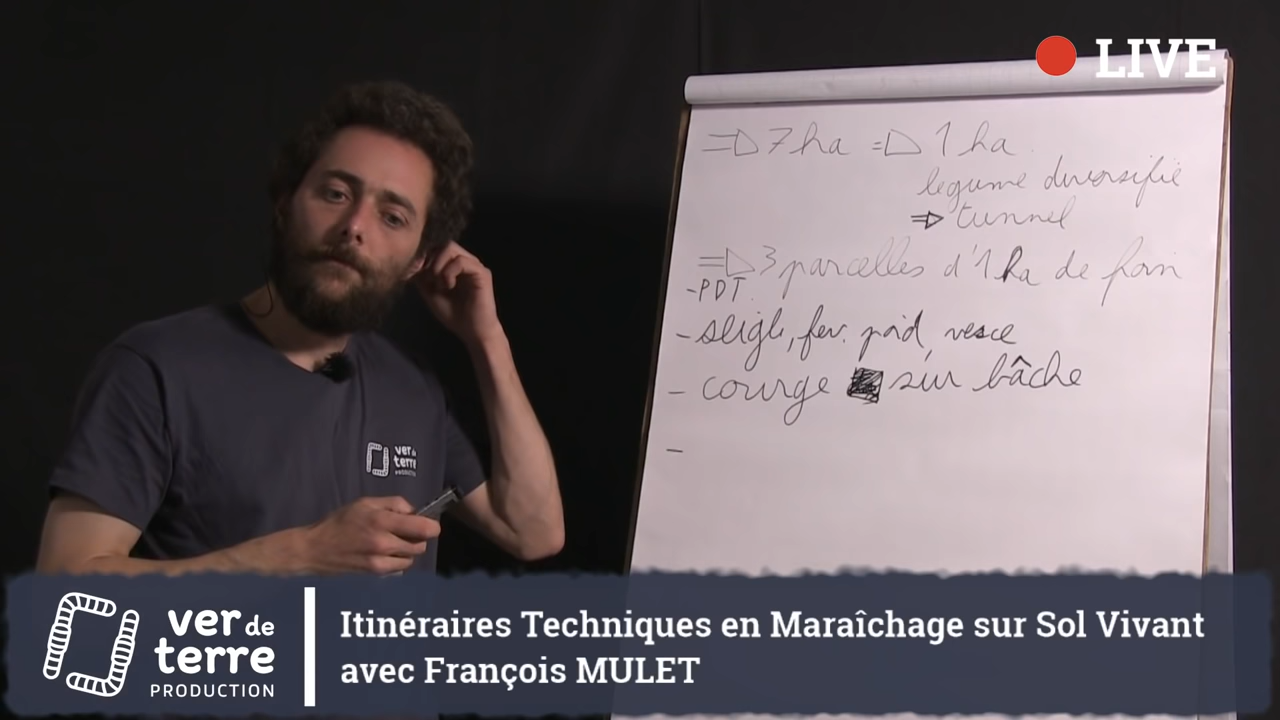 LIVE
⇒ 7 ha ⇒ 1 ha
légume diversifié
⇒ tunnel
⇒ 3 parcelles d'1 ha de foin
- PDT.
- seigle, fev. poid, vesce
- courge sur bâche
-
ver de
terre
PRODUCTION
ver de
terre
PRODUCTION
Itinéraires Techniques en Maraîchage sur Sol Vivant
avec François MULET